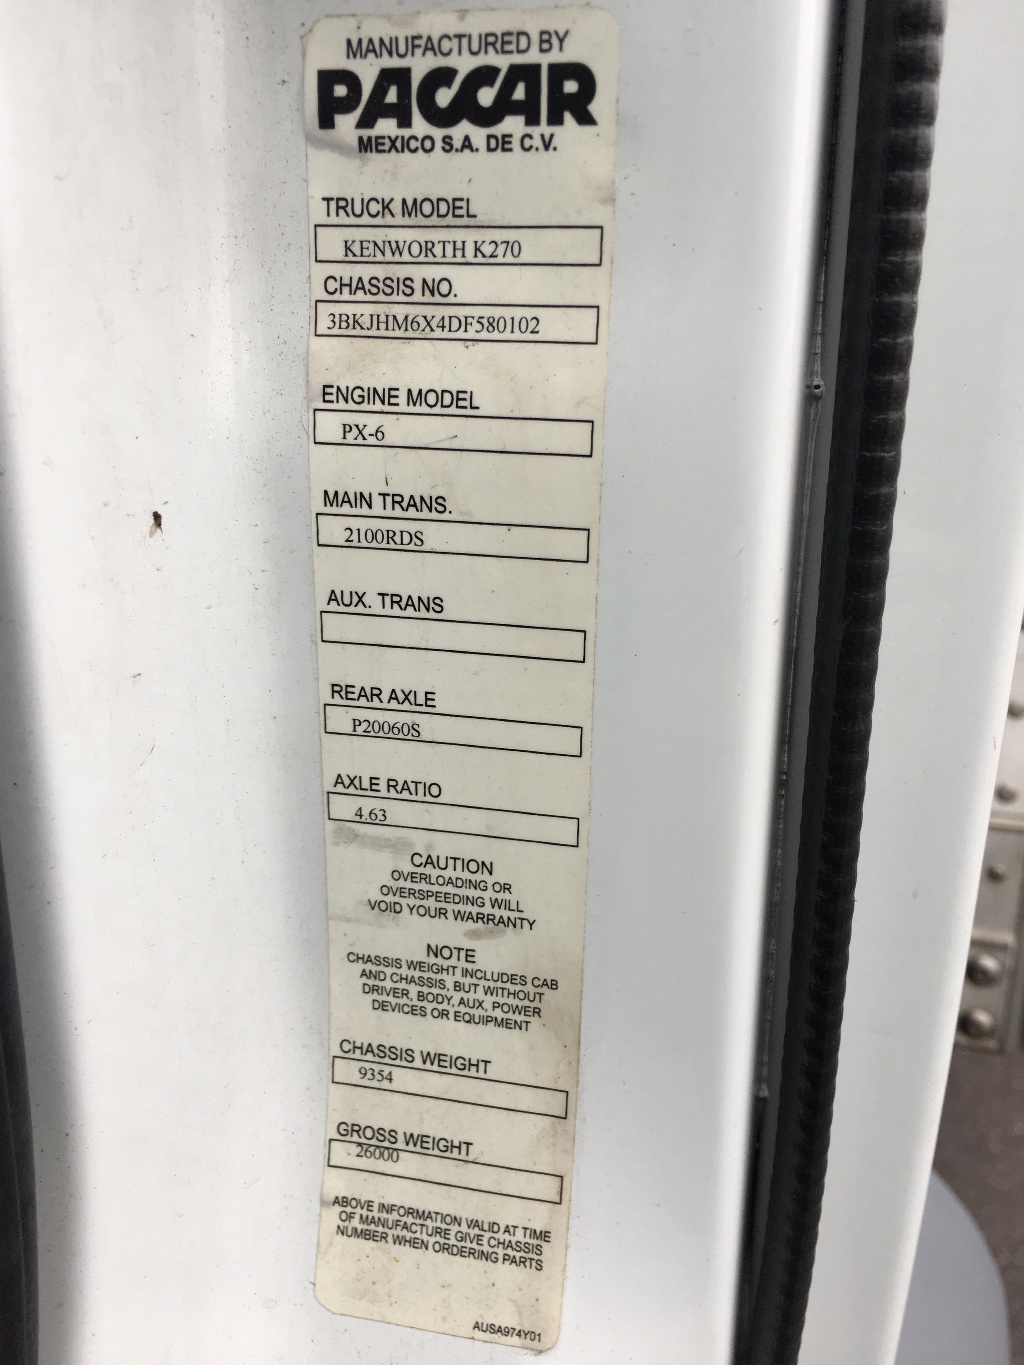 MANUFACTURED BY
PACCAR
MEXICO S.A. DE C.V.
TRUCK MODEL
KENWORTH K270
CHASSIS NO.
3BKJHM6X4DF580102
ENGINE MODEL
PX-6
MAIN TRANS.
2100RDS
AUX. TRANS
REAR AXLE
P20060S
AXLE RATIO
4.63
CAUTION
OVERLOADING OR
OVERSPEEDING WILL
VOID YOUR WARRANTY
NOTE
CHASSIS WEIGHT INCLUDES CAB
AND CHASSIS, BUT WITHOUT
DRIVER, BODY, AUX, POWER
DEVICES OR EQUIPMENT
CHASSIS WEIGHT
9354
GROSS WEIGHT
26000
ABOVE INFORMATION VALID AT TIME
OF MANUFACTURE GIVE CHASSIS
NUMBER WHEN ORDERING PARTS
AUSA974Y01